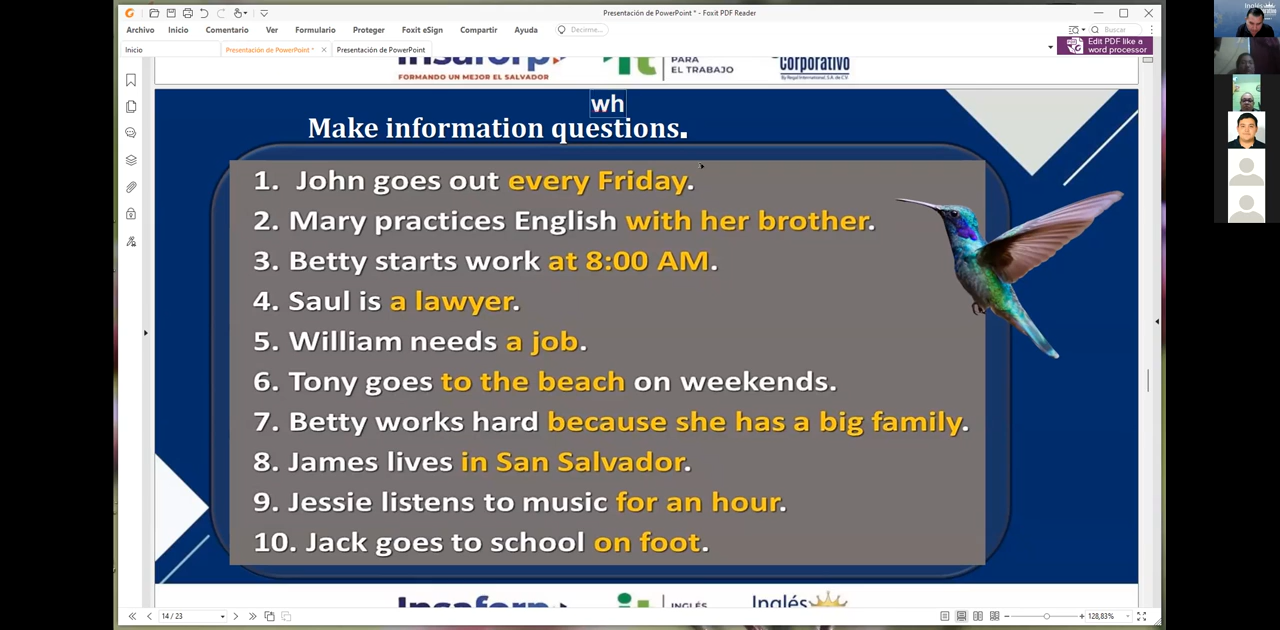 Presentación de PowerPoint * - Foxit PDF Reader
Archivo Inicio Comentario Ver Formulario Proteger Foxit eSign Compartir Ayuda Decirme... Buscar
Inicio Presentación de PowerPoint * × Presentación de PowerPoint
Edit PDF like a
word processor
FORMANDO UN MEJOR EL SALVADOR
PARA
EL TRABAJO
corporativo
wh
Make information questions.
1. John goes out every Friday.
2. Mary practices English with her brother.
3. Betty starts work at 8:00 AM.
4. Saul is a lawyer.
5. William needs a job.
6. Tony goes to the beach on weekends.
7. Betty works hard because she has a big family.
8. James lives in San Salvador.
9. Jessie listens to music for an hour.
10. Jack goes to school on foot.
14 / 23
128,83%